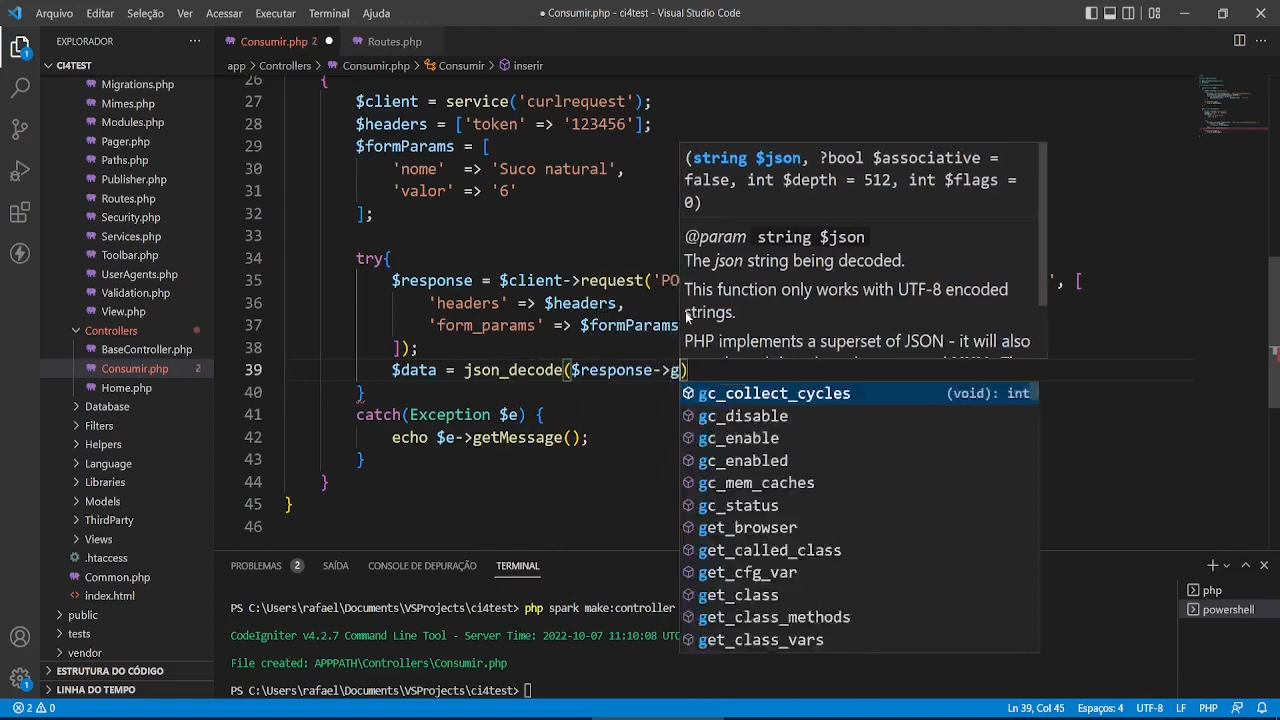 Arquivo Editar Seleção Ver Acessar Executar Terminal Ajuda
● Consumir.php - ci4test - Visual Studio Code
EXPLORADOR
CI4TEST
Migrations.php
Mimes.php
Modules.php
Pager.php
Paths.php
Publisher.php
Routes.php
Security.php
Services.php
Toolbar.php
UserAgents.php
Validation.php
View.php
Controllers
BaseController.php
Consumir.php
Home.php
Database
Filters
Helpers
Language
Libraries
Models
ThirdParty
Views
.htaccess
Common.php
index.html
public
tests
vendor
ESTRUTURA DO CÓDIGO
LINHA DO TEMPO
1
1
Consumir.php 2 ●
Routes.php
app > Controllers > Consumir.php > Consumir > inserir
26 {
27 $client = service('curlrequest');
28 $headers = ['token' => '123456'];
29 $formParams = [
30 'nome' => 'Suco natural',
31 'valor' => '6'
32 ];
33
34 try{
35 $response = $client->request('PO ', [
36 'headers' => $headers,
37 'form_params' => $formParams
38 ]);
39 $data = json_decode($response->g)
40 }
41 catch(Exception $e) {
42 echo $e->getMessage();
43 }
44 }
45 }
46
(string $json, ?bool $associative =
false, int $depth = 512, int $flags =
0)
@param string $json
The json string being decoded.
This function only works with UTF-8 encoded
strings.
PHP implements a superset of JSON - it will also
gc_collect_cycles (void): int
gc_disable
gc_enable
gc_enabled
gc_mem_caches
gc_status
get_browser
get_called_class
get_cfg_var
get_class
get_class_methods
get_class_vars
PROBLEMAS 2 SAÍDA CONSOLE DE DEPURAÇÃO TERMINAL
PS C:\Users\rafael\Documents\VSProjects\ci4test> php spark make:controller
CodeIgniter v4.2.7 Command Line Tool - Server Time: 2022-10-07 11:10:08 UTC
File created: APPPATH\Controllers\Consumir.php
PS C:\Users\rafael\Documents\VSProjects\ci4test>
php
powershell
2 0
Ln 39, Col 45 Espaços: 4 UTF-8 LF PHP